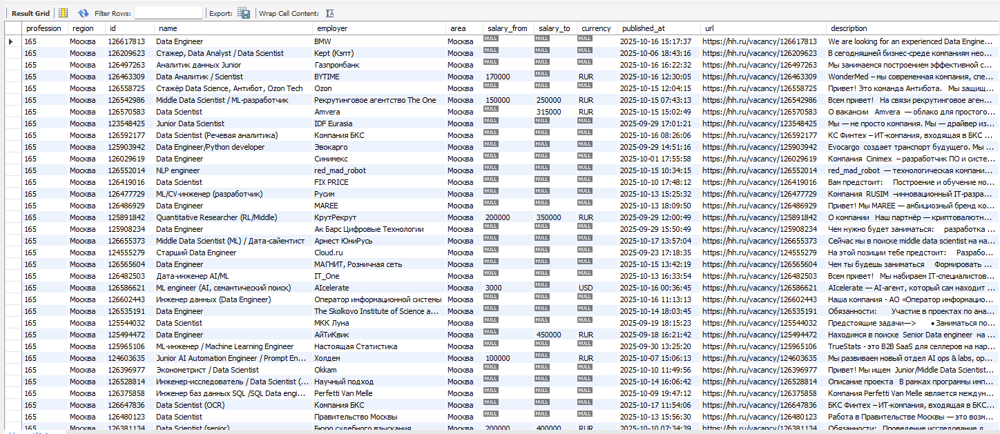 Result Grid Filter Rows: Export: Wrap Cell Content:
profession region id name employer area salary_from salary_to currency published_at url description
165 Москва 126617813 Data Engineer BMW Москва NULL NULL NULL 2025-10-16 15:17:37 https://hh.ru/vacancy/126617813 We are looking for an experienced Data Engine...
165 Москва 126209623 Стажер, Data Analyst / Data Scientist Kept (Кэпт) Москва NULL NULL NULL 2025-10-06 18:43:16 https://hh.ru/vacancy/126209623 В сегодняшней бизнес-среде компаниям нео...
165 Москва 126497263 Аналитик данных Junior Газпромбанк Москва NULL NULL NULL 2025-10-16 16:22:32 https://hh.ru/vacancy/126497263 Мы занимаемся построением эффективной с...
165 Москва 126463309 Data Аналитик / Scientist BYTIME Москва 170000 NULL RUR 2025-10-16 12:30:05 https://hh.ru/vacancy/126463309 WonderMed – мы современная компания, спе...
165 Москва 126558725 Стажёр Data Science, Антибот, Ozon Tech Ozon Москва NULL NULL NULL 2025-10-15 12:04:15 https://hh.ru/vacancy/126558725 Привет! Это команда Антибота. Мы защищ...
165 Москва 126542986 Middle Data Scientist / ML-разработчик Рекрутинговое агентство The One Москва 150000 250000 RUR 2025-10-15 07:43:13 https://hh.ru/vacancy/126542986 Всем привет! На связи рекрутинговое аген...
165 Москва 126570583 Data Scientist Amvera Москва NULL 315000 RUR 2025-10-15 15:02:49 https://hh.ru/vacancy/126570583 О вакансии Amvera — облако для простого...
165 Москва 123548425 Junior Data Scientist IDF Eurasia Москва NULL NULL NULL 2025-09-29 17:01:21 https://hh.ru/vacancy/123548425 Мы — не просто компания. Мы — драйвер из...
165 Москва 126592177 Data Scientist (Речевая аналитика) Компания БКС Москва NULL NULL NULL 2025-10-16 08:26:06 https://hh.ru/vacancy/126592177 КС Финтех – ИТ-компания, входящая в БКС ...
165 Москва 125903942 Data Engineer/Python developer Эвокарго Москва NULL NULL NULL 2025-09-29 14:51:16 https://hh.ru/vacancy/125903942 Evocargo создает транспорт будущего. Мы ...
165 Москва 126029619 Data Engineer Синимекс Москва NULL NULL NULL 2025-10-01 17:55:58 https://hh.ru/vacancy/126029619 Компания Cinimex – разработчик ПО и систе...
165 Москва 126552014 NLP engineer red_mad_robot Москва NULL NULL NULL 2025-10-15 10:34:15 https://hh.ru/vacancy/126552014 red_mad_robot — технологическая компани...
165 Москва 126419016 Data Scientist FIX PRICE Москва NULL NULL NULL 2025-10-10 17:48:12 https://hh.ru/vacancy/126419016 Вам предстоит: Построение и обучение мо...
165 Москва 126477729 ML/CV-инженер (разработчик) Русим Москва NULL NULL NULL 2025-10-13 15:25:32 https://hh.ru/vacancy/126477729 Компания RUSIM –инновационный IT-разра...
165 Москва 126486929 Data Engineer MAREE Москва NULL NULL NULL 2025-10-13 18:09:50 https://hh.ru/vacancy/126486929 Привет! Мы MAREE — амбициозный бренд ко...
165 Москва 125891842 Quantitative Researcher (RL/Middle) КрутРекрут Москва 200000 350000 RUR 2025-09-29 12:00:49 https://hh.ru/vacancy/125891842 О компании Наш партнёр — криптовалютн...
165 Москва 125908234 Data Engineer Ак Барс Цифровые Технологии Москва NULL NULL NULL 2025-09-29 15:50:49 https://hh.ru/vacancy/125908234 Чем нужно будет заниматься: разработка ...
165 Москва 126655373 Middle Data Scientist (ML) / Дата-сайентист Арнест ЮниРусь Москва NULL NULL NULL 2025-10-17 13:57:04 https://hh.ru/vacancy/126655373 Сейчас мы в поиске middle data scientist на на...
165 Москва 124555279 Старший Data Engineer Cloud.ru Москва NULL NULL NULL 2025-09-23 17:18:35 https://hh.ru/vacancy/124555279 На этой позиции тебе предстоит: Разрабо...
165 Москва 126565604 Data Engineer МАГНИТ, Розничная сеть Москва NULL NULL NULL 2025-10-15 13:42:19 https://hh.ru/vacancy/126565604 Чем ты будешь заниматься Формировать ...
165 Москва 126482503 Дата-инженер AI/ML IT_One Москва NULL NULL NULL 2025-10-13 16:33:54 https://hh.ru/vacancy/126482503 Всем привет! Мы набираем IT-специалистов...
165 Москва 126586621 ML engineer (AI, семантический поиск) AIcelerate Москва 3000 NULL USD 2025-10-16 00:36:45 https://hh.ru/vacancy/126586621 AIcelerate — AI-агент, который сам находит ...
165 Москва 126602443 Инженер данных (Data Engineer) Оператор информационной системы Москва NULL NULL NULL 2025-10-16 11:13:13 https://hh.ru/vacancy/126602443 Наша компания - АО «Оператор информацио...
165 Москва 126535191 Data Engineer The Skolkovo Institute of Science a... Москва NULL NULL NULL 2025-10-14 18:03:45 https://hh.ru/vacancy/126535191 Обязанности: Участие в проектах по ана...
165 Москва 125544032 Data Scientist МКК Луна Москва NULL NULL NULL 2025-09-19 18:15:23 https://hh.ru/vacancy/125544032 Предстоящие задачи—> • Заниматься по...
165 Москва 125494472 Data Engineer АйТиКвик Москва NULL 450000 RUR 2025-09-18 16:21:42 https://hh.ru/vacancy/125494472 Находимся в поиске Senior Data engineer на ...
165 Москва 125965106 ML-инженер / Machine Learning Engineer Настоящая Статистика Москва NULL NULL NULL 2025-09-30 13:25:20 https://hh.ru/vacancy/125965106 TrueStats - это B2B SaaS для селлеров на мар...
165 Москва 124603635 Junior AI Automation Engineer / Prompt En... Холдем Москва 100000 NULL RUR 2025-10-07 15:06:13 https://hh.ru/vacancy/124603635 Мы развиваем новый отдел AI ops & labs, ор...
165 Москва 126396977 Эконометрист / Data Scientist Okkam Москва NULL NULL NULL 2025-10-10 11:49:56 https://hh.ru/vacancy/126396977 Привет! Мы ищем Junior/Middle Data Scientist...
165 Москва 126528814 Инженер-исследователь / Data Scientist (... Научный подход Москва NULL NULL NULL 2025-10-14 16:06:42 https://hh.ru/vacancy/126528814 Описание проекта В рамках программы имп...
165 Москва 126375858 Инженер баз данных SQL /SQL Data engi... Perfetti Van Melle Москва NULL NULL NULL 2025-10-09 19:47:12 https://hh.ru/vacancy/126375858 Компания Perfetti Van Melle является междун...
165 Москва 126647836 Data Scientist (OCR) Компания БКС Москва NULL NULL NULL 2025-10-17 11:54:06 https://hh.ru/vacancy/126647836 БКС Финтех – ИТ-компания, входящая в БКС...
165 Москва 126480123 Data Scientist Правительство Москвы Москва NULL NULL NULL 2025-10-13 15:56:30 https://hh.ru/vacancy/126480123 Работа в Правительстве Москвы — это возм...
165 Москва 126381134 Data Scientist (senior) Бюро судебного взыскания Москва 200000 400000 RUR 2025-10-10 07:34:39 https://hh.ru/vacancy/126381134 Обязанности: Проведение исследования д...